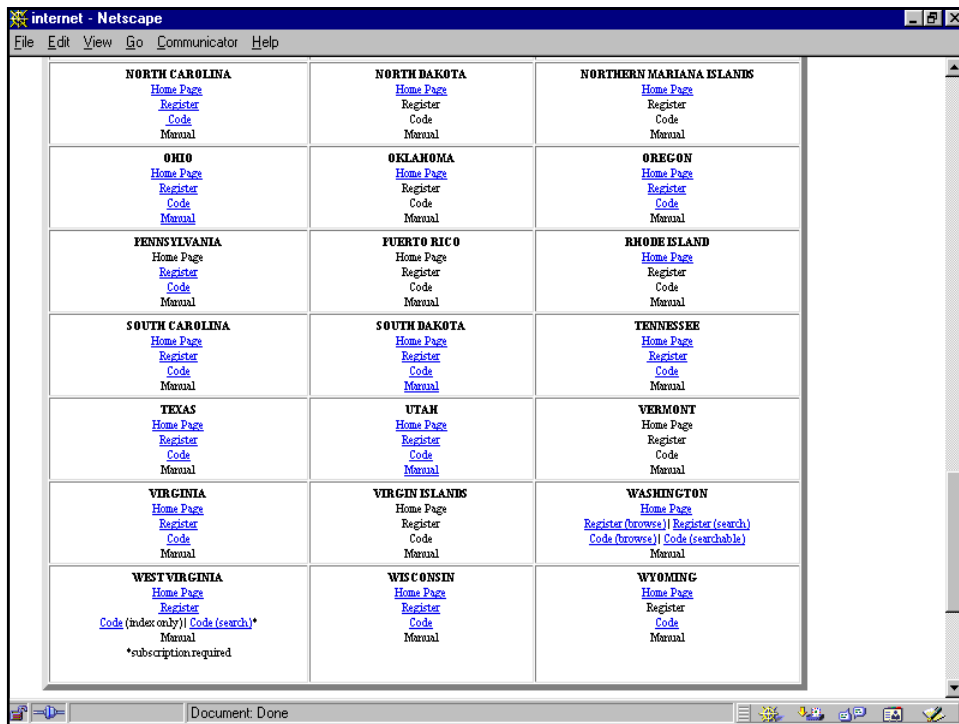 internet - Netscape
File Edit View Go Communicator Help
NORTH CAROLINA
Home Page
Register
Code
Manual
NORTH DAKOTA
Home Page
Register
Code
Manual
NORTHERN MARIANA ISLANDS
Home Page
Register
Code
Manual
OHIO
Home Page
Register
Code
Manual
OKLAHOMA
Home Page
Register
Code
Manual
OREGON
Home Page
Register
Code
Manual
PENNSYLVANIA
Home Page
Register
Code
Manual
PUERTO RICO
Home Page
Register
Code
Manual
RHODE ISLAND
Home Page
Register
Code
Manual
SOUTH CAROLINA
Home Page
Register
Code
Manual
SOUTH DAKOTA
Home Page
Register
Code
Manual
TENNESSEE
Home Page
Register
Code
Manual
TEXAS
Home Page
Register
Code
Manual
UTAH
Home Page
Register
Code
Manual
VERMONT
Home Page
Register
Code
Manual
VIRGINIA
Home Page
Register
Code
Manual
VIRGIN ISLANDS
Home Page
Register
Code
Manual
WASHINGTON
Home Page
Register (browse)| Register (search)
Code (browse)| Code (searchable)
Manual
WEST VIRGINIA
Home Page
Register
Code (index only)| Code (search)*
Manual
*subscription required
WISCONSIN
Home Page
Register
Code
Manual
WYOMING
Home Page
Register
Code
Manual
Document: Done